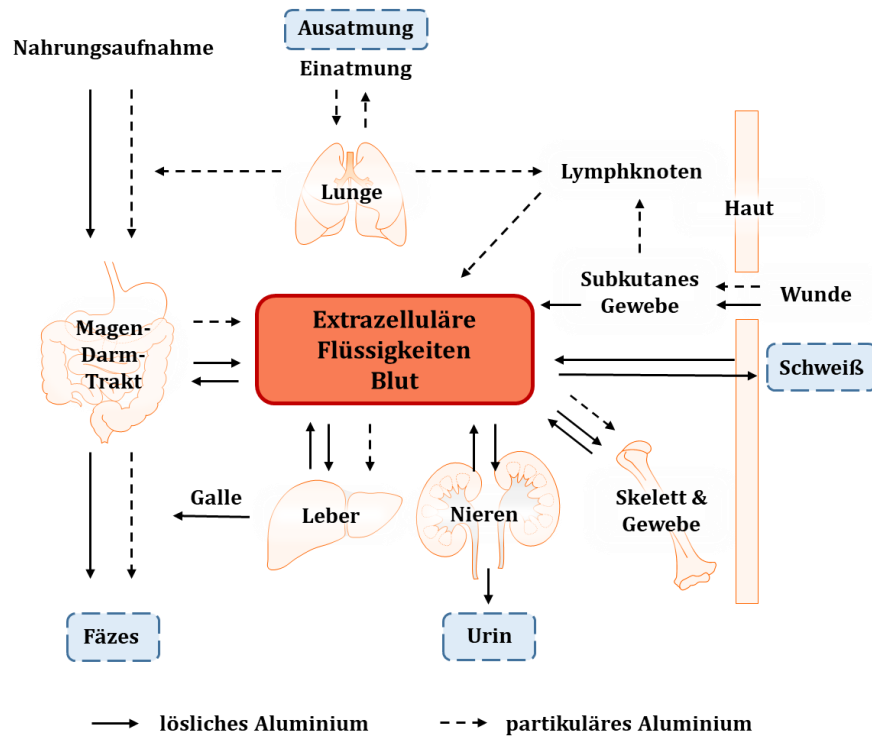 Ausatmung
Nahrungsaufnahme
Einatmung
Lunge
Lymphknoten
Haut
Subkutanes
Gewebe
Wunde
Magen-
Darm-
Trakt
Extrazelluläre
Flüssigkeiten
Blut
Schweiß
Galle
Leber
Nieren
Skelett &
Gewebe
Fäzes
Urin
lösliches Aluminium
partikuläres Aluminium